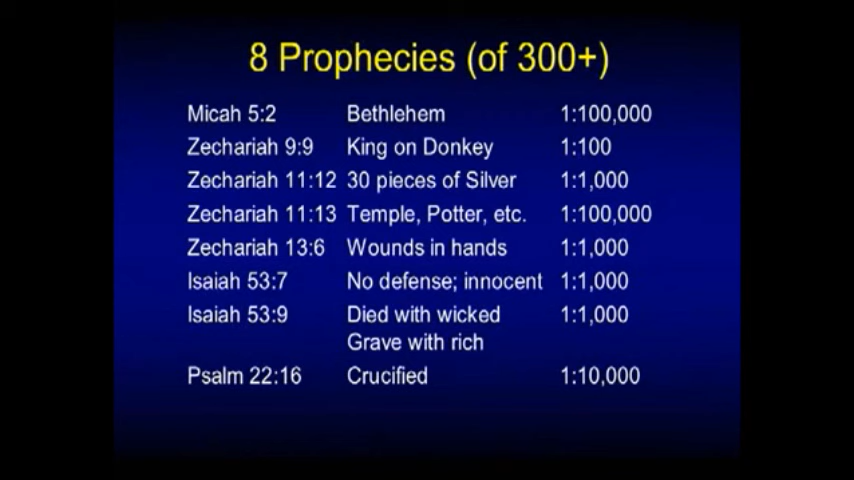 8 Prophecies (of 300+)
Micah 5:2 Bethlehem 1:100,000
Zechariah 9:9 King on Donkey 1:100
Zechariah 11:12 30 pieces of Silver 1:1,000
Zechariah 11:13 Temple, Potter, etc. 1:100,000
Zechariah 13:6 Wounds in hands 1:1,000
Isaiah 53:7 No defense; innocent 1:1,000
Isaiah 53:9 Died with wicked 1:1,000
Grave with rich
Psalm 22:16 Crucified 1:10,000